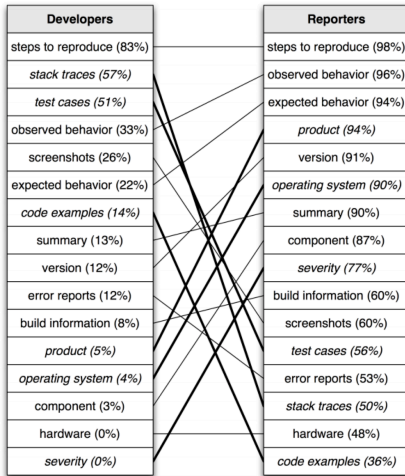 Developers
steps to reproduce (83%)
stack traces (57%)
test cases (51%)
observed behavior (33%)
screenshots (26%)
expected behavior (22%)
code examples (14%)
summary (13%)
version (12%)
error reports (12%)
build information (8%)
product (5%)
operating system (4%)
component (3%)
hardware (0%)
severity (0%)
Reporters
steps to reproduce (98%)
observed behavior (96%)
expected behavior (94%)
product (94%)
version (91%)
operating system (90%)
summary (90%)
component (87%)
severity (77%)
build information (60%)
screenshots (60%)
test cases (56%)
error reports (53%)
stack traces (50%)
hardware (48%)
code examples (36%)